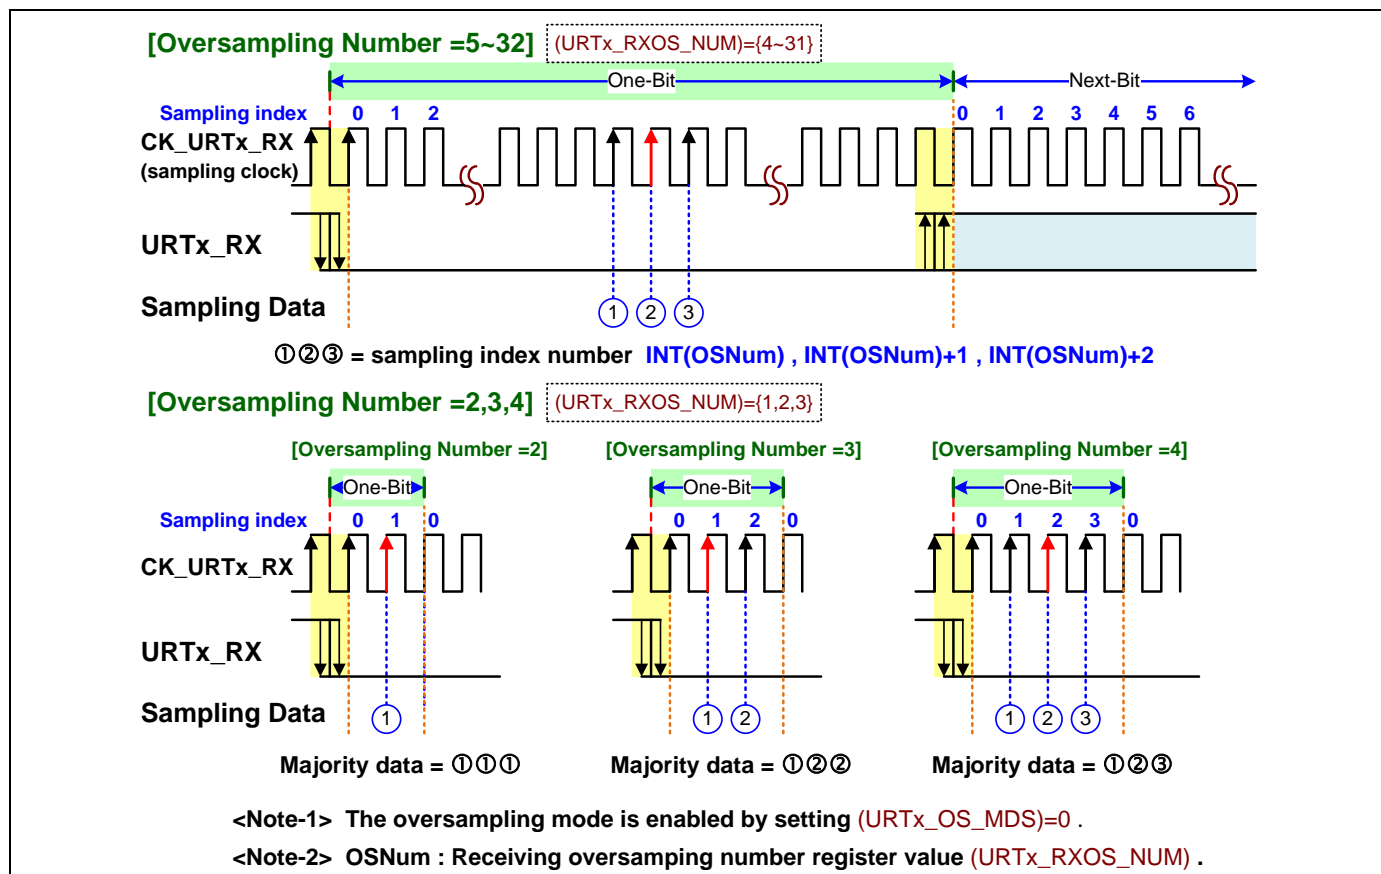 [Oversampling Number =5~32] (URTx_RXOS_NUM)={4~31}
One-Bit Next-Bit
Sampling index 0 1 2 0 1 2 3 4 5 6
CK_URTx_RX
(sampling clock)
URTx_RX
Sampling Data 1 2 3
①②③ = sampling index number INT(OSNum) , INT(OSNum)+1 , INT(OSNum)+2
[Oversampling Number =2,3,4] (URTx_RXOS_NUM)={1,2,3}
[Oversampling Number =2] [Oversampling Number =3] [Oversampling Number =4]
One-Bit One-Bit One-Bit
Sampling index 0 1 0 0 1 2 0 0 1 2 3 0
CK_URTx_RX
URTx_RX
Sampling Data 1 1 2 1 2 3
Majority data = ①①① Majority data = ①②② Majority data = ①②③
<Note-1> The oversampling mode is enabled by setting (URTx_OS_MDS)=0 .
<Note-2> OSNum : Receiving oversamping number register value (URTx_RXOS_NUM) .